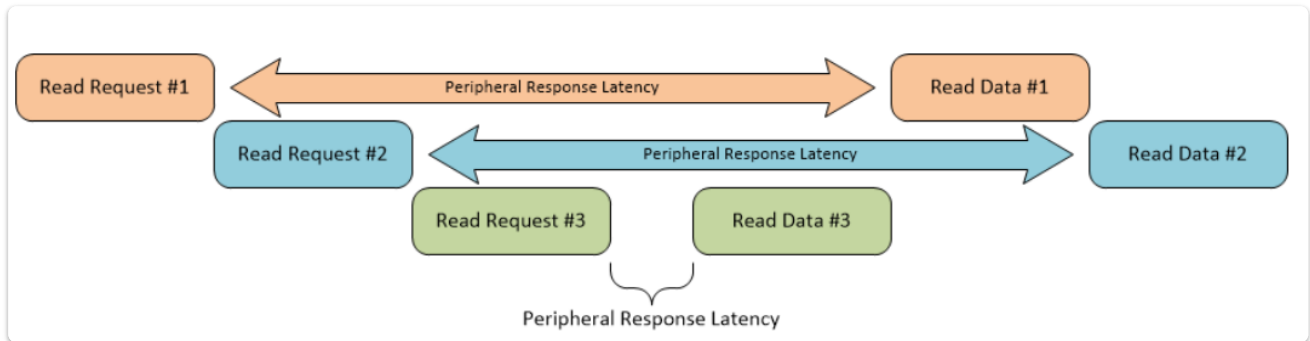 Read Request #1
Peripheral Response Latency
Read Data #1
Read Request #2
Peripheral Response Latency
Read Data #2
Read Request #3
Read Data #3
Peripheral Response Latency